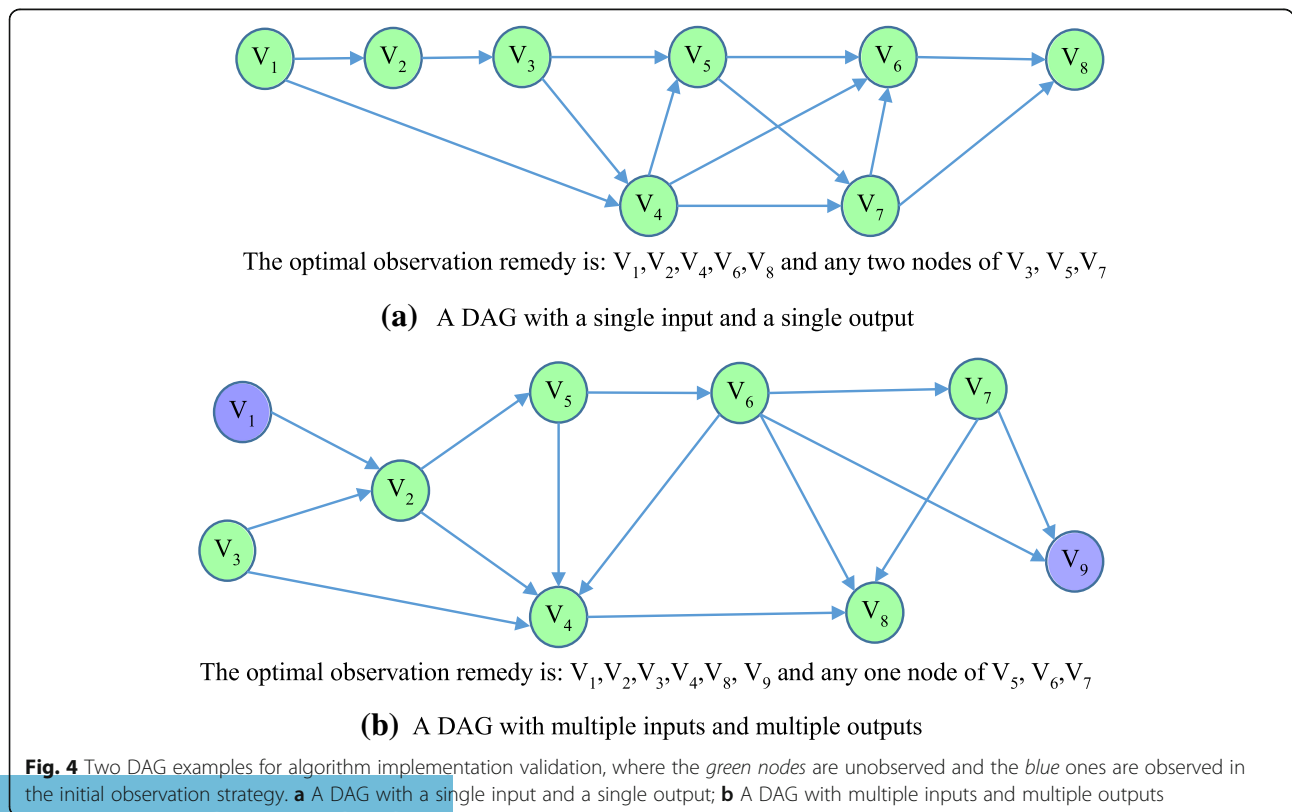 V1 V2 V3 V5 V6 V8
V4 V7
The optimal observation remedy is: V1,V2,V4,V6,V8 and any two nodes of V3, V5,V7
(a) A DAG with a single input and a single output
V1 V5 V6 V7
V2
V3
V4 V8 V9
The optimal observation remedy is: V1,V2,V3,V4,V8, V9 and any one node of V5, V6,V7
(b) A DAG with multiple inputs and multiple outputs
Fig. 4 Two DAG examples for algorithm implementation validation, where the green nodes are unobserved and the blue ones are observed in
the initial observation strategy. a A DAG with a single input and a single output; b A DAG with multiple inputs and multiple outputs